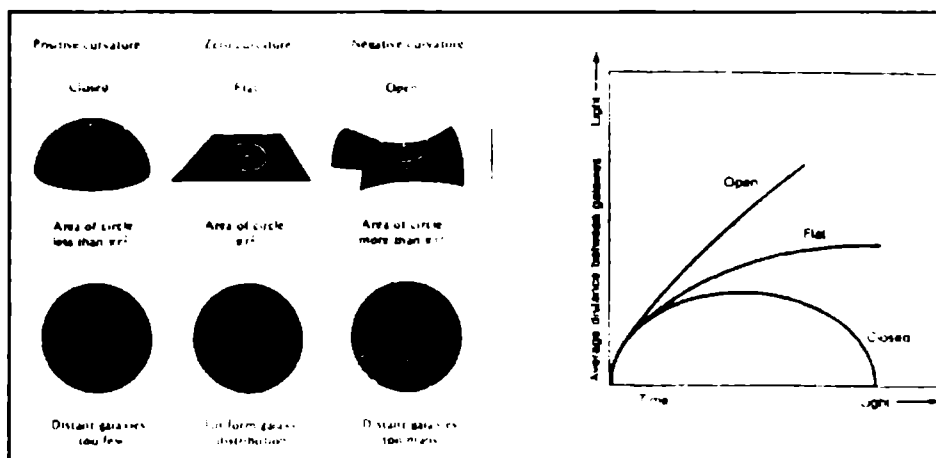 Positive curvature
Zero curvature
Negative curvature
Closed
Flat
Open
Area of circle
less than πr²
Area of circle
πr²
Area of circle
more than πr²
Distant galaxies
too few
Uniform galaxy
distribution
Distant galaxies
too many
Average distance between galaxies
Light
Open
Flat
Closed
Time
Light